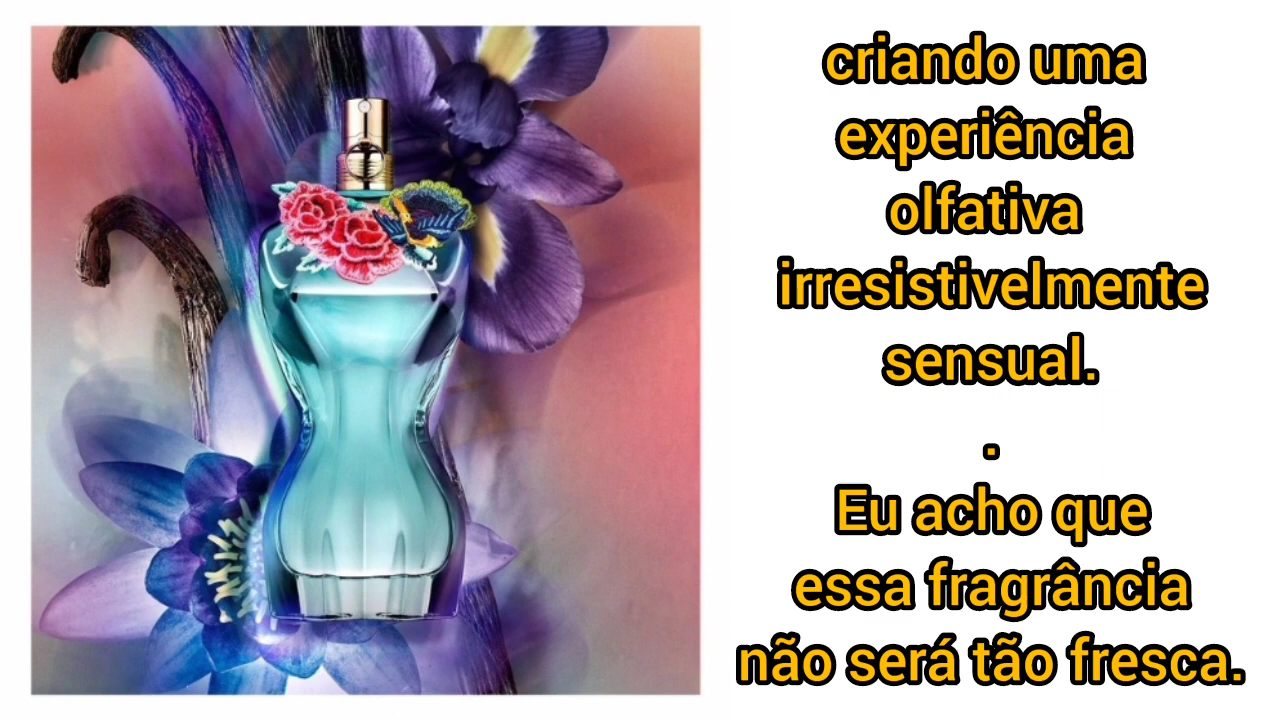 criando uma
experiência
olfativa
irresistivelmente
sensual.
.
Eu acho que
essa fragrância
não será tão fresca.